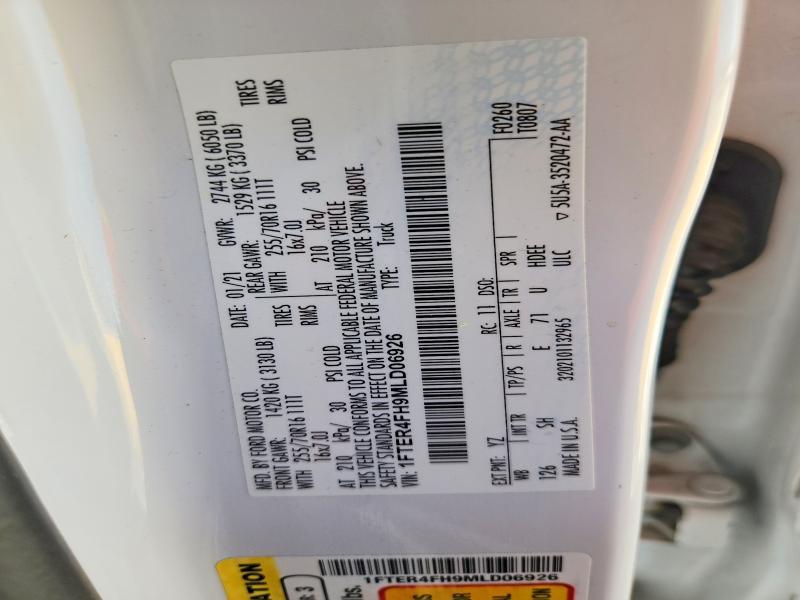 MFD. BY FORD MOTOR CO.
DATE: 01/21 GVWR: 2744 KG ( 6050 LB)
FRONT GAWR: 1420 KG ( 3130 LB) REAR GAWR: 1529 KG ( 3370 LB)
WITH 255/70R16 111T TIRES WITH 255/70R16 111T TIRES
16x7.0J RIMS 16x7.0J RIMS
AT 210 kPa/ 30 PSI COLD AT 210 kPa/ 30 PSI COLD
THIS VEHICLE CONFORMS TO ALL APPLICABLE FEDERAL MOTOR VEHICLE
SAFETY STANDARDS IN EFFECT ON THE DATE OF MANUFACTURE SHOWN ABOVE.
VIN: 1FTER4FH9MLD06926 TYPE: Truck
F0260
T0807
EXT PNT: YZ RC: 11 DSO:
WB INT TR TP/PS R AXLE TR SPR
126 SH E 71 U HDEE
MADE IN U.S.A. 3202101132965 ULC
▽ 5U5A-3520472-AA
1FTER4FH9MLD06926
R: 3
lbs.